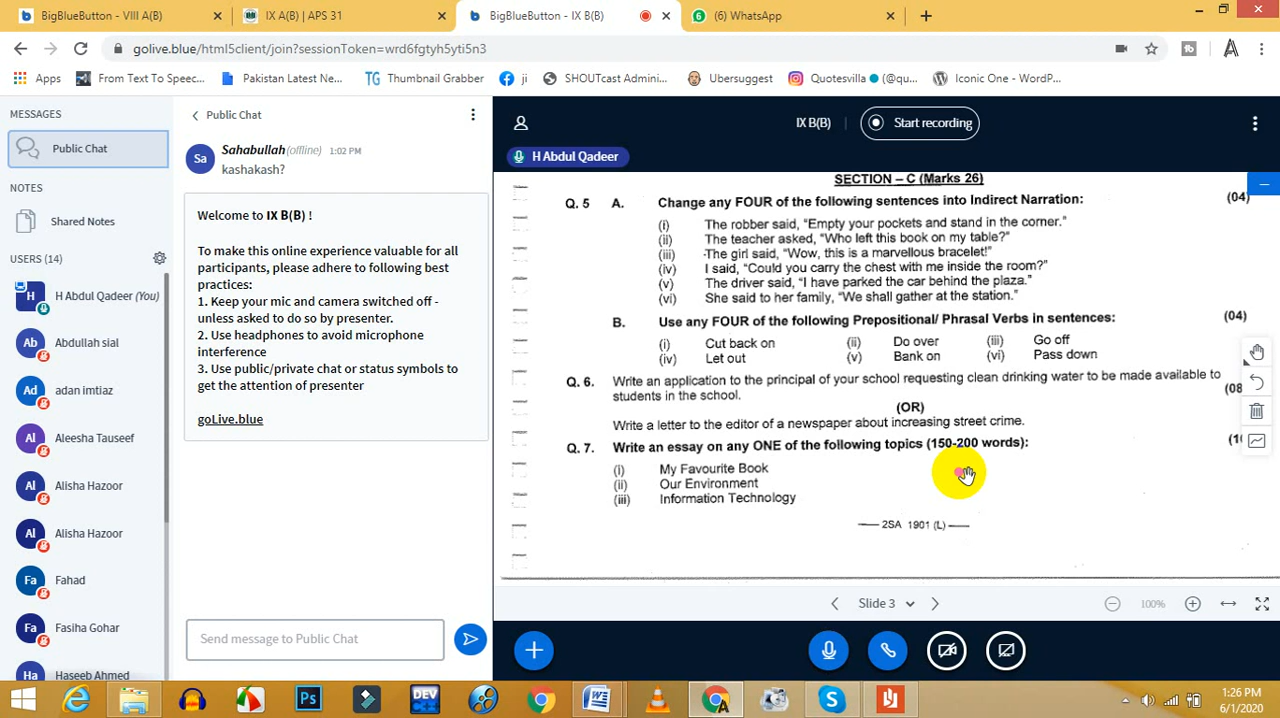 BigBlueButton - VIII A(B)
IX A(B) | APS 31
BigBlueButton - IX B(B)
(6) WhatsApp
golive.blue/html5client/join?sessionToken=wrd6fgtyh5yti5n3
Apps
From Text To Speec...
Pakistan Latest Ne...
TG Thumbnail Grabber
ji
SHOUTcast Admini...
Ubersuggest
Quotesvilla (@qu...
Iconic One - WordP...
MESSAGES
Public Chat
NOTES
Shared Notes
USERS (14)
H
H Abdul Qadeer (You)
Ab
Abdullah sial
Ad
adan imtiaz
Al
Aleesha Tauseef
Al
Alisha Hazoor
Al
Alisha Hazoor
Fa
Fahad
Fa
Fasiha Gohar
Ha
Haseeb Ahmed
Public Chat
Sa
Sahabullah (offline) 1:02 PM
kashakash?
Welcome to IX B(B) !
To make this online experience valuable for all
participants, please adhere to following best
practices:
1. Keep your mic and camera switched off -
unless asked to do so by presenter.
2. Use headphones to avoid microphone
interference
3. Use public/private chat or status symbols to
get the attention of presenter
goLive.blue
Send message to Public Chat
IX B(B)
Start recording
H Abdul Qadeer
SECTION – C (Marks 26)
Q. 5 A. Change any FOUR of the following sentences into Indirect Narration: (04)
(i) The robber said, “Empty your pockets and stand in the corner.”
(ii) The teacher asked, “Who left this book on my table?”
(iii) The girl said, “Wow, this is a marvellous bracelet!”
(iv) I said, “Could you carry the chest with me inside the room?”
(v) The driver said, “I have parked the car behind the plaza.”
(vi) She said to her family, “We shall gather at the station.”
B. Use any FOUR of the following Prepositional/ Phrasal Verbs in sentences: (04)
(i) Cut back on (ii) Do over (iii) Go off
(iv) Let out (v) Bank on (vi) Pass down
Q. 6. Write an application to the principal of your school requesting clean drinking water to be made available to
students in the school. (08
(OR)
Write a letter to the editor of a newspaper about increasing street crime.
Q. 7. Write an essay on any ONE of the following topics (150-200 words):
(i) My Favourite Book
(ii) Our Environment
(iii) Information Technology
2SA 1901 (L)
Slide 3
100%
Ps
DEV
1:26 PM
6/1/2020